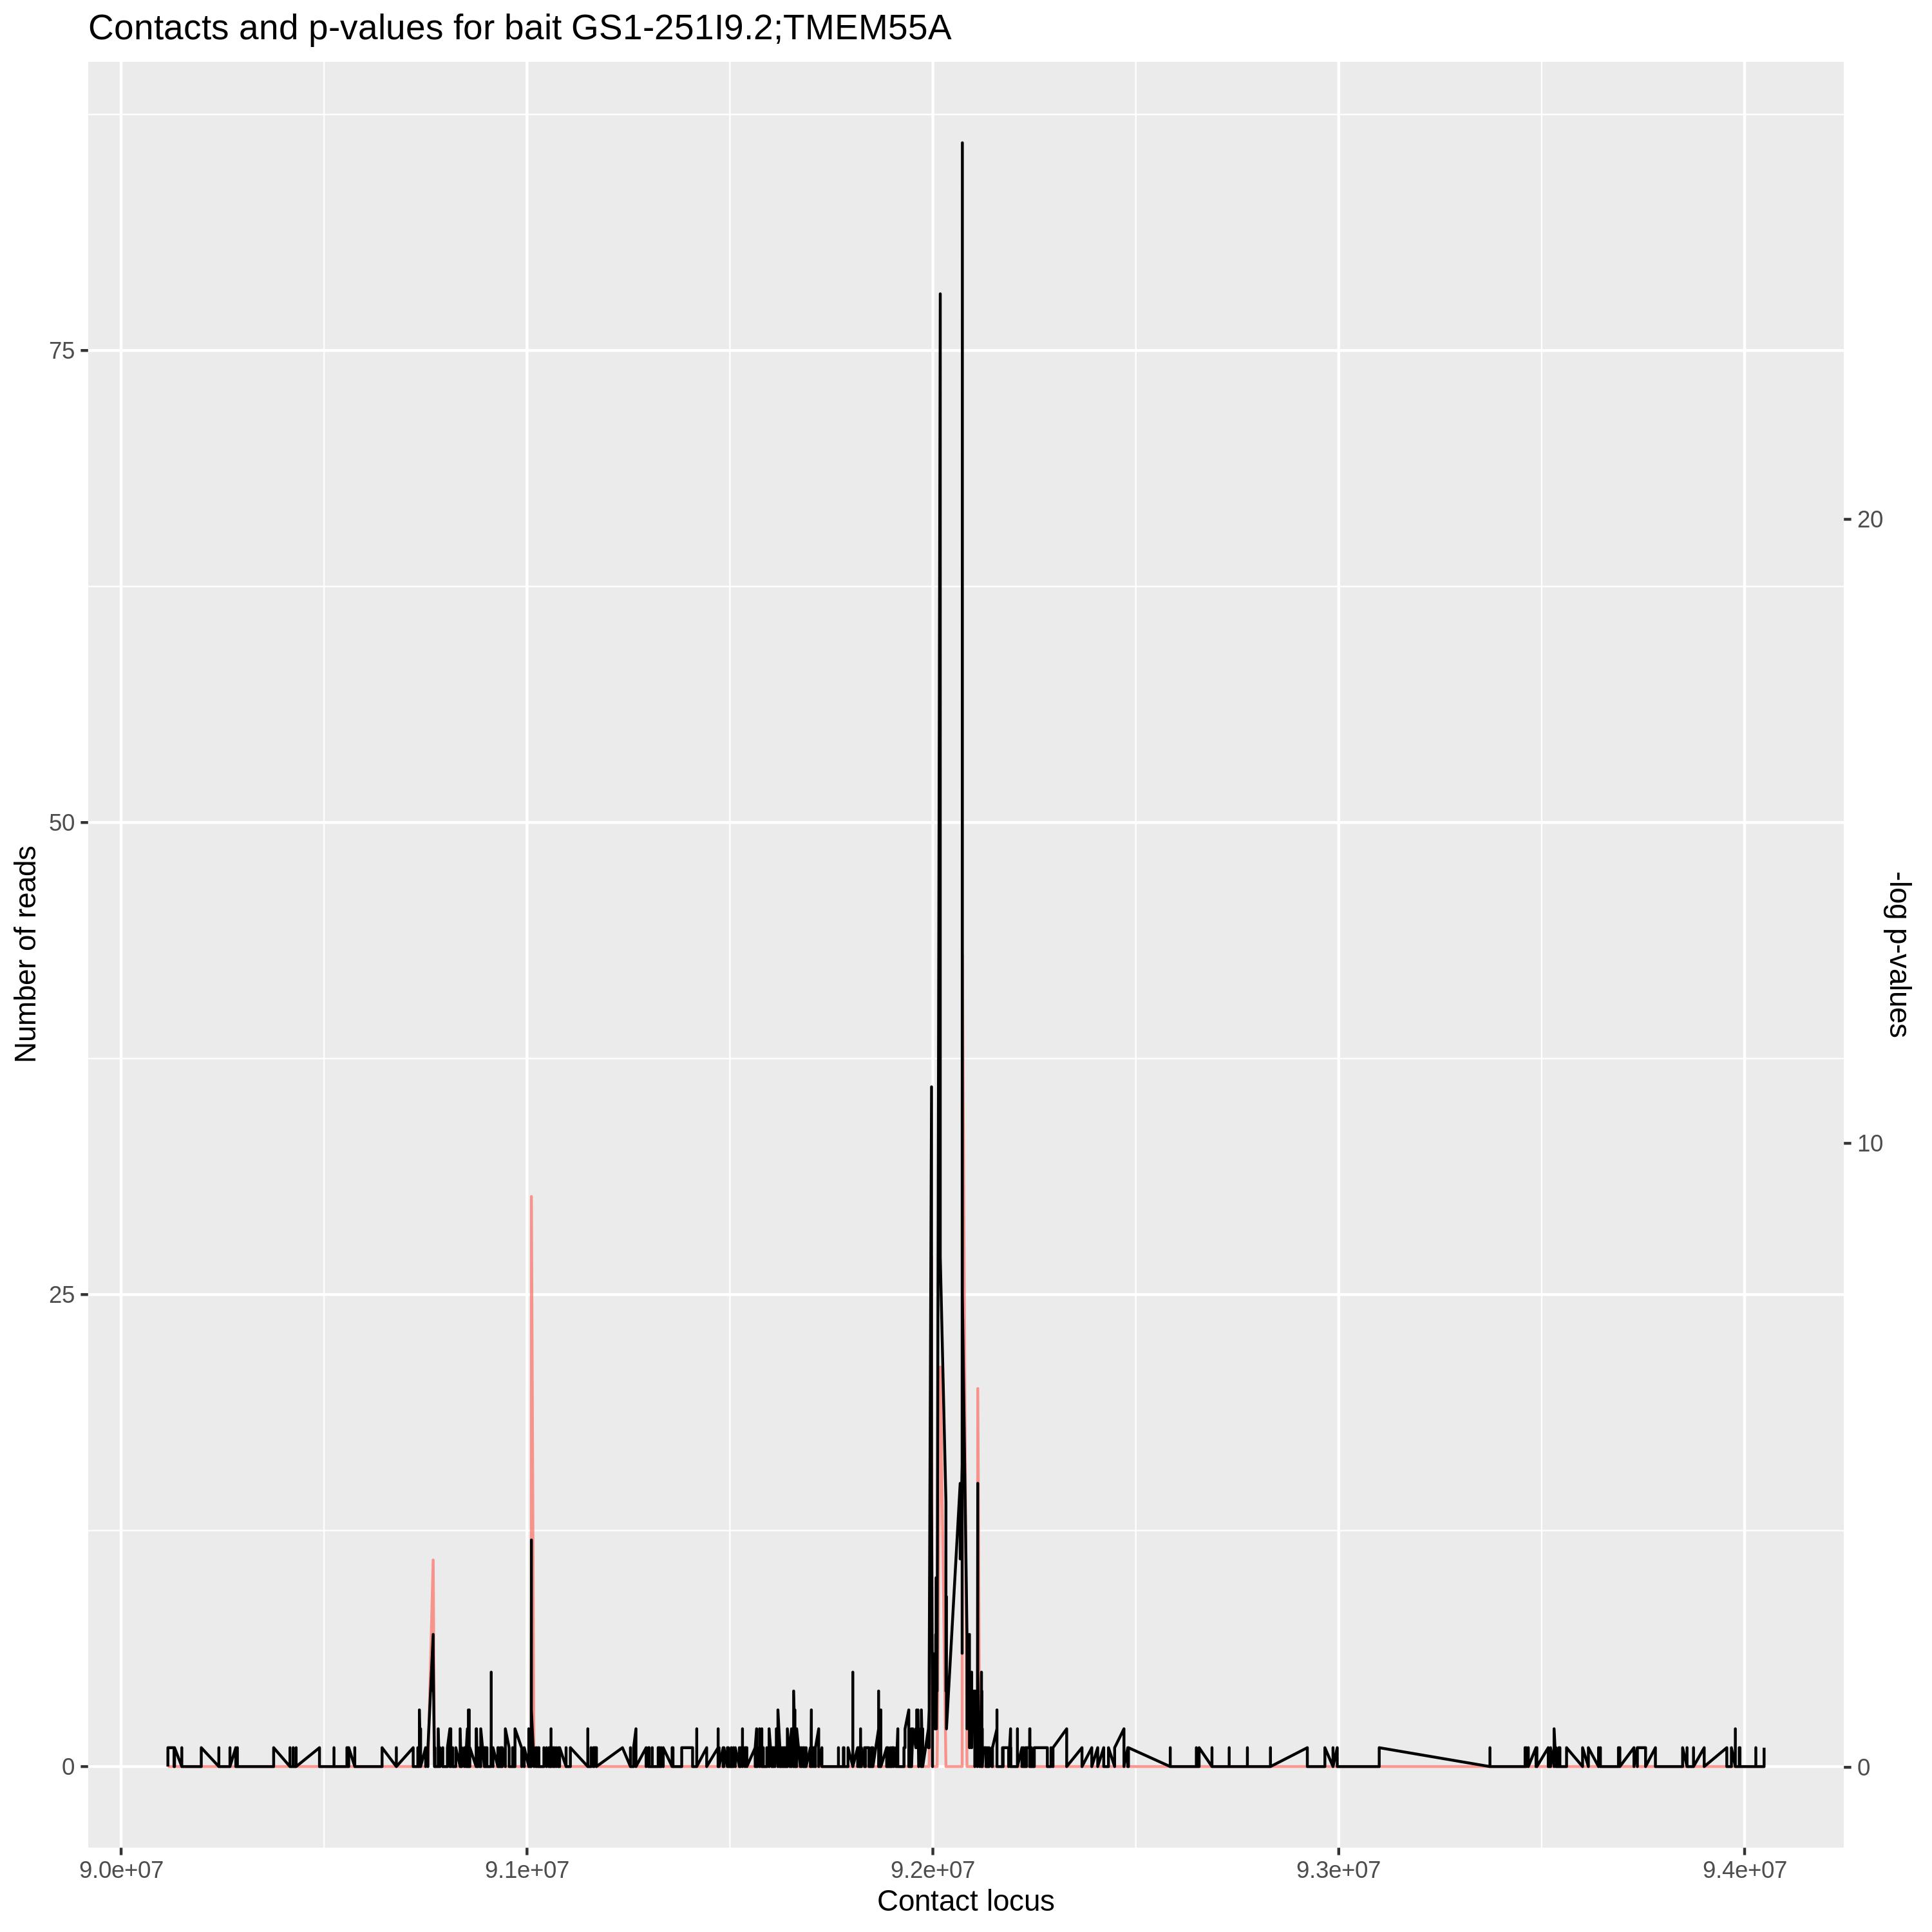 Contacts and p-values for bait GS1-251I9.2;TMEM55A
75
50
25
0
Number of reads
20
10
0
-log p-values
9.0e+07
9.1e+07
9.2e+07
9.3e+07
9.4e+07
Contact locus